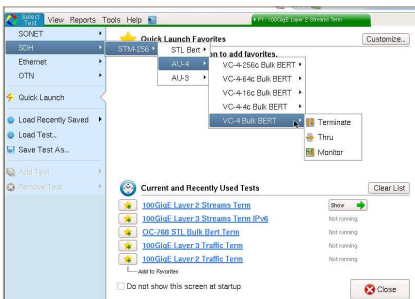 Select Test View Reports Tools Help P1: 100GigE Layer 2 Streams Term
SONET
SDH
Ethernet
OTN
Quick Launch
Load Recently Saved
Load Test...
Save Test As...
Add Test
Remove Test
Quick Launch Favorites
Customize...
on to add favorites.
STM-256
STL Bert
AU-4
AU-3
VC-4-256c Bulk BERT
VC-4-64c Bulk BERT
VC-4-16c Bulk BERT
VC-4-4c Bulk BERT
VC-4 Bulk BERT
Terminate
Thru
Monitor
Current and Recently Used Tests
Clear List
100GigE Layer 2 Streams Term Show
100GigE Layer 3 Streams Term IPv6 Not running
OC-768 STL Bulk Bert Term Not running
100GigE Layer 3 Traffic Term Not running
100GigE Layer 2 Traffic Term Not running
Add to Favorites
Do not show this screen at startup
Close